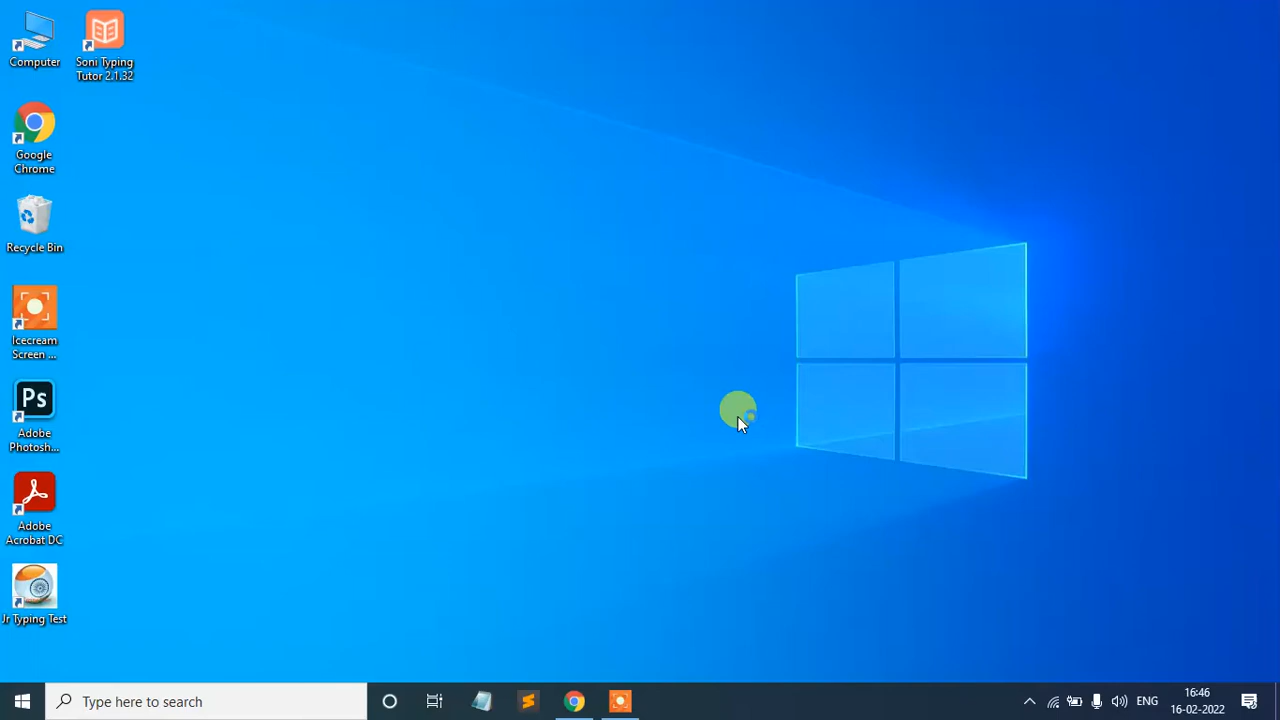 Computer
Soni Typing
Tutor 2.1.32
Google
Chrome
Recycle Bin
Icecream
Screen ...
Ps
Adobe
Photosh...
Adobe
Acrobat DC
Jr Typing Test
Type here to search
ENG
16:46
16-02-2022